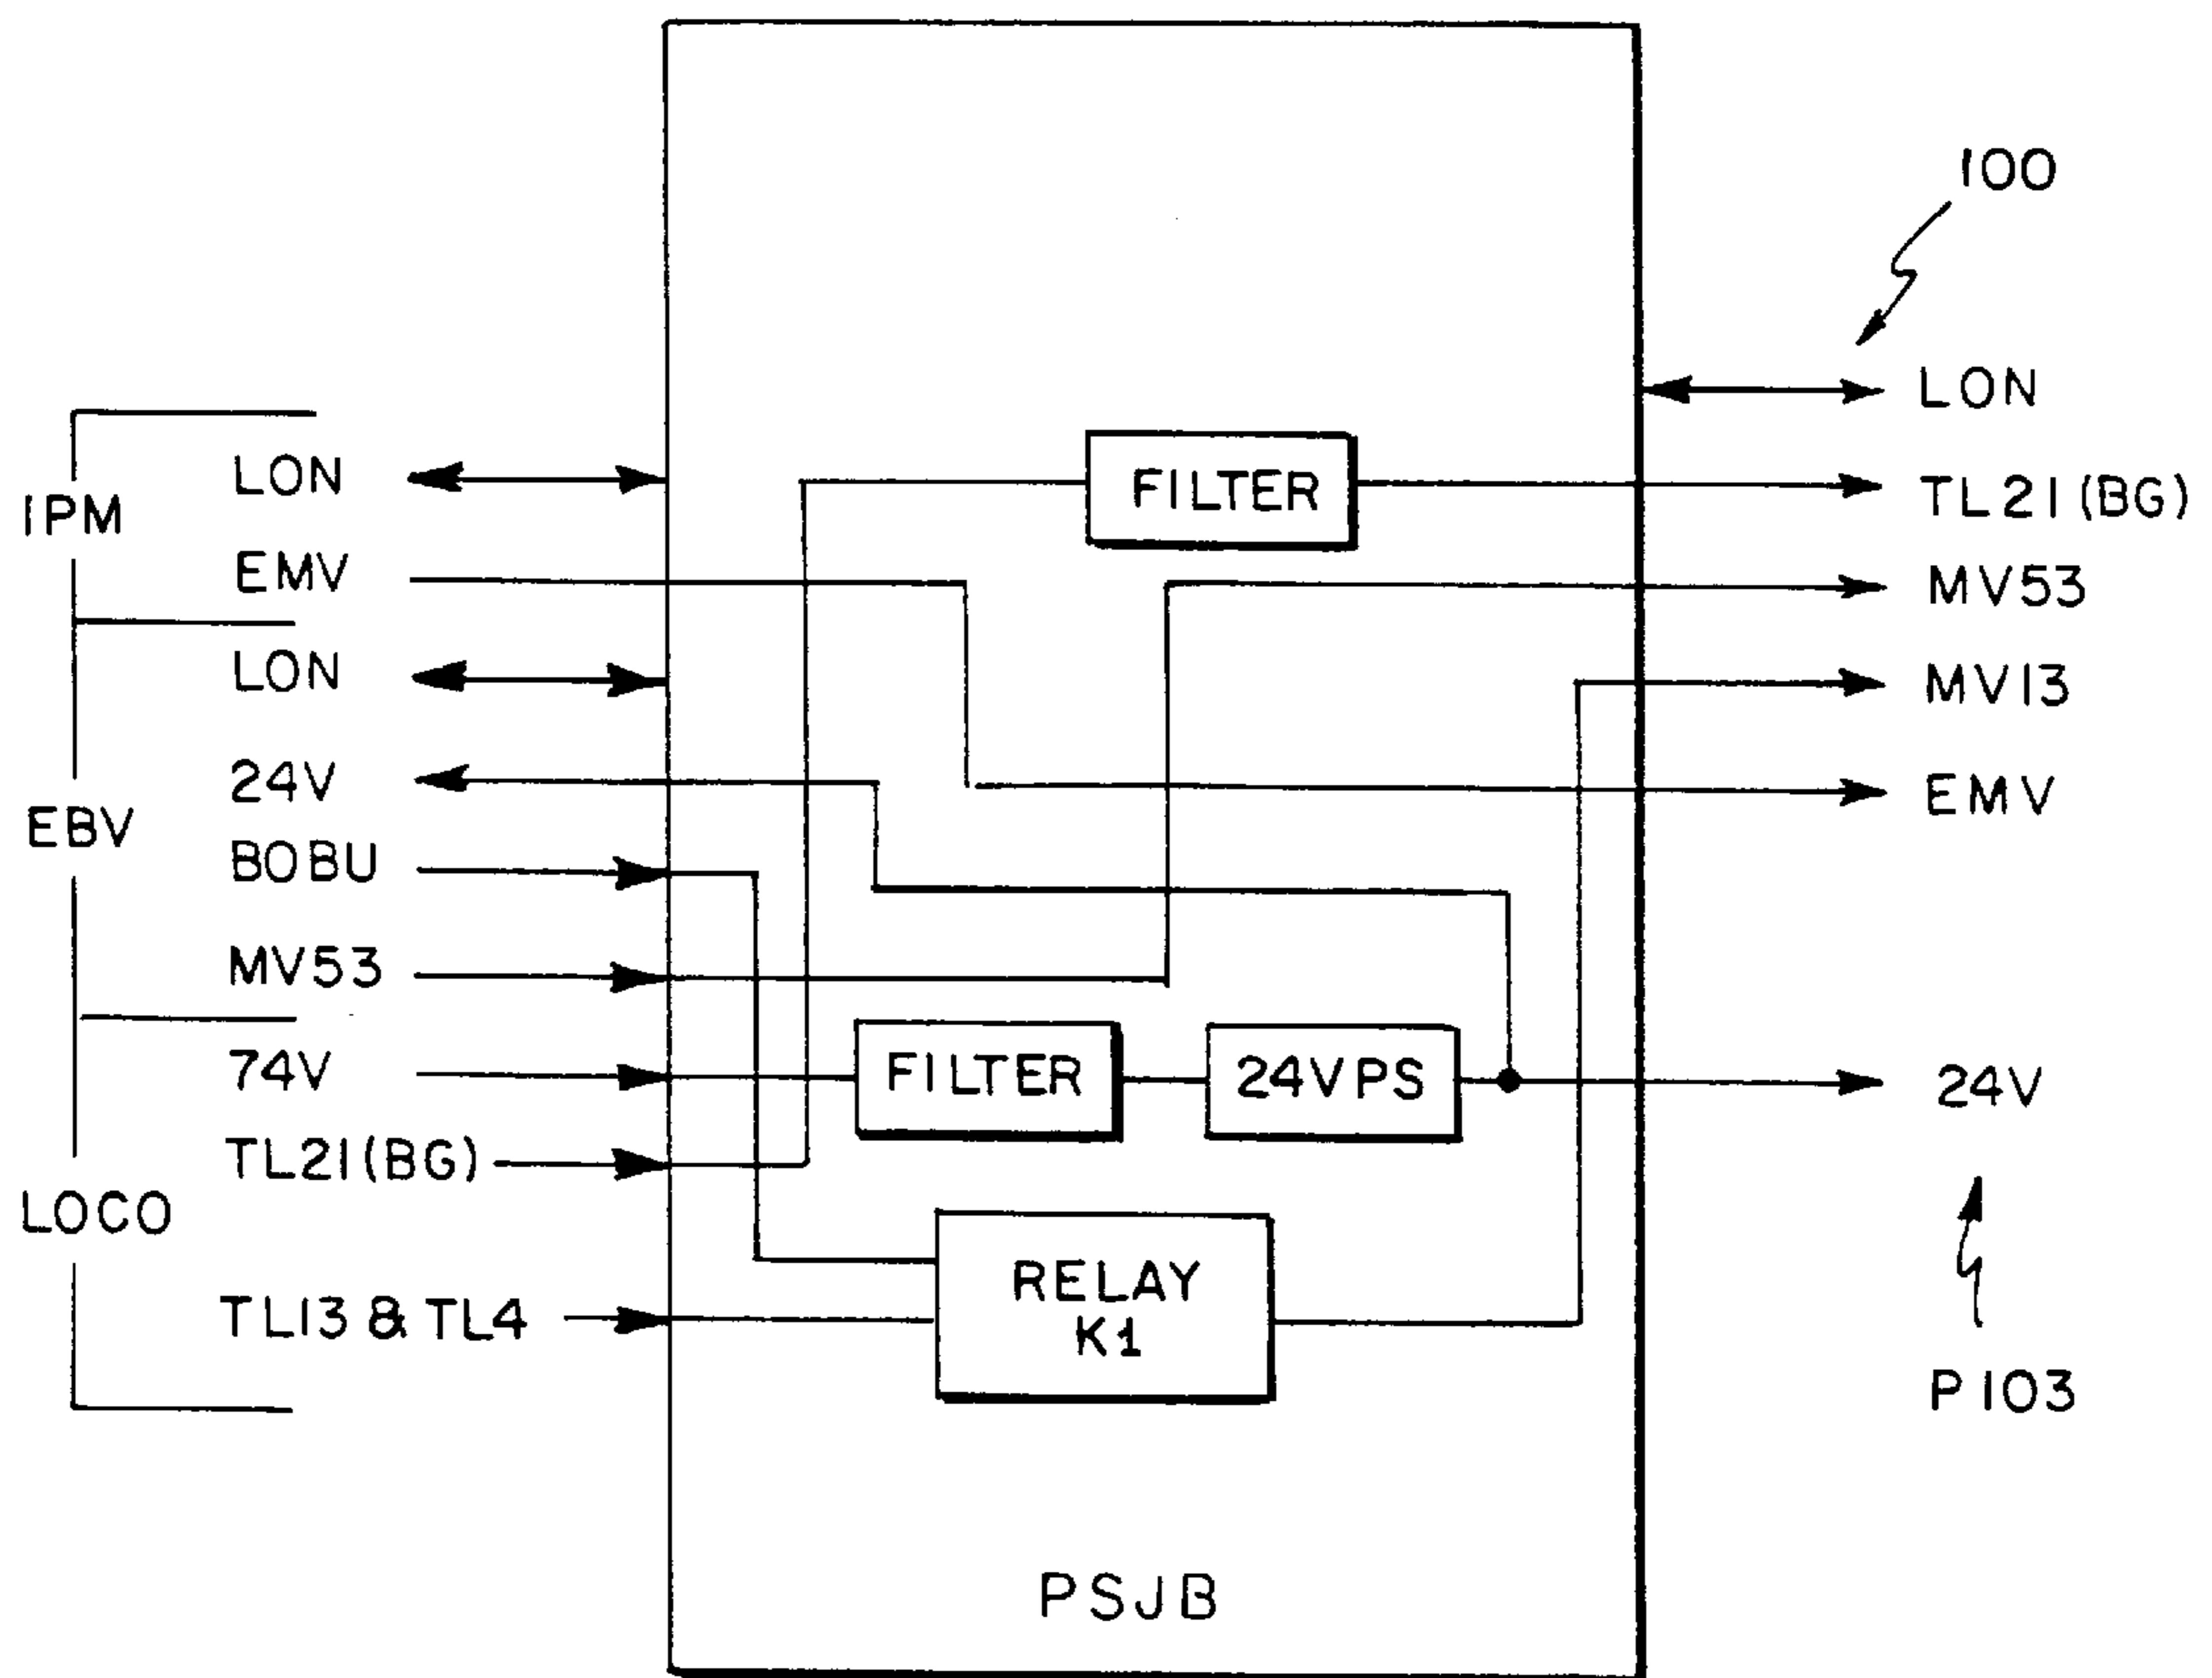 100
LON
IPM
LON
EMV
EBV
LON
24V
BOBU
MV53
LOCO
74V
TL21(BG)
TL13 & TL4
FILTER
FILTER
24VPS
RELAY
K1
PSJB
TL21(BG)
MV53
MV13
EMV
24V
P103